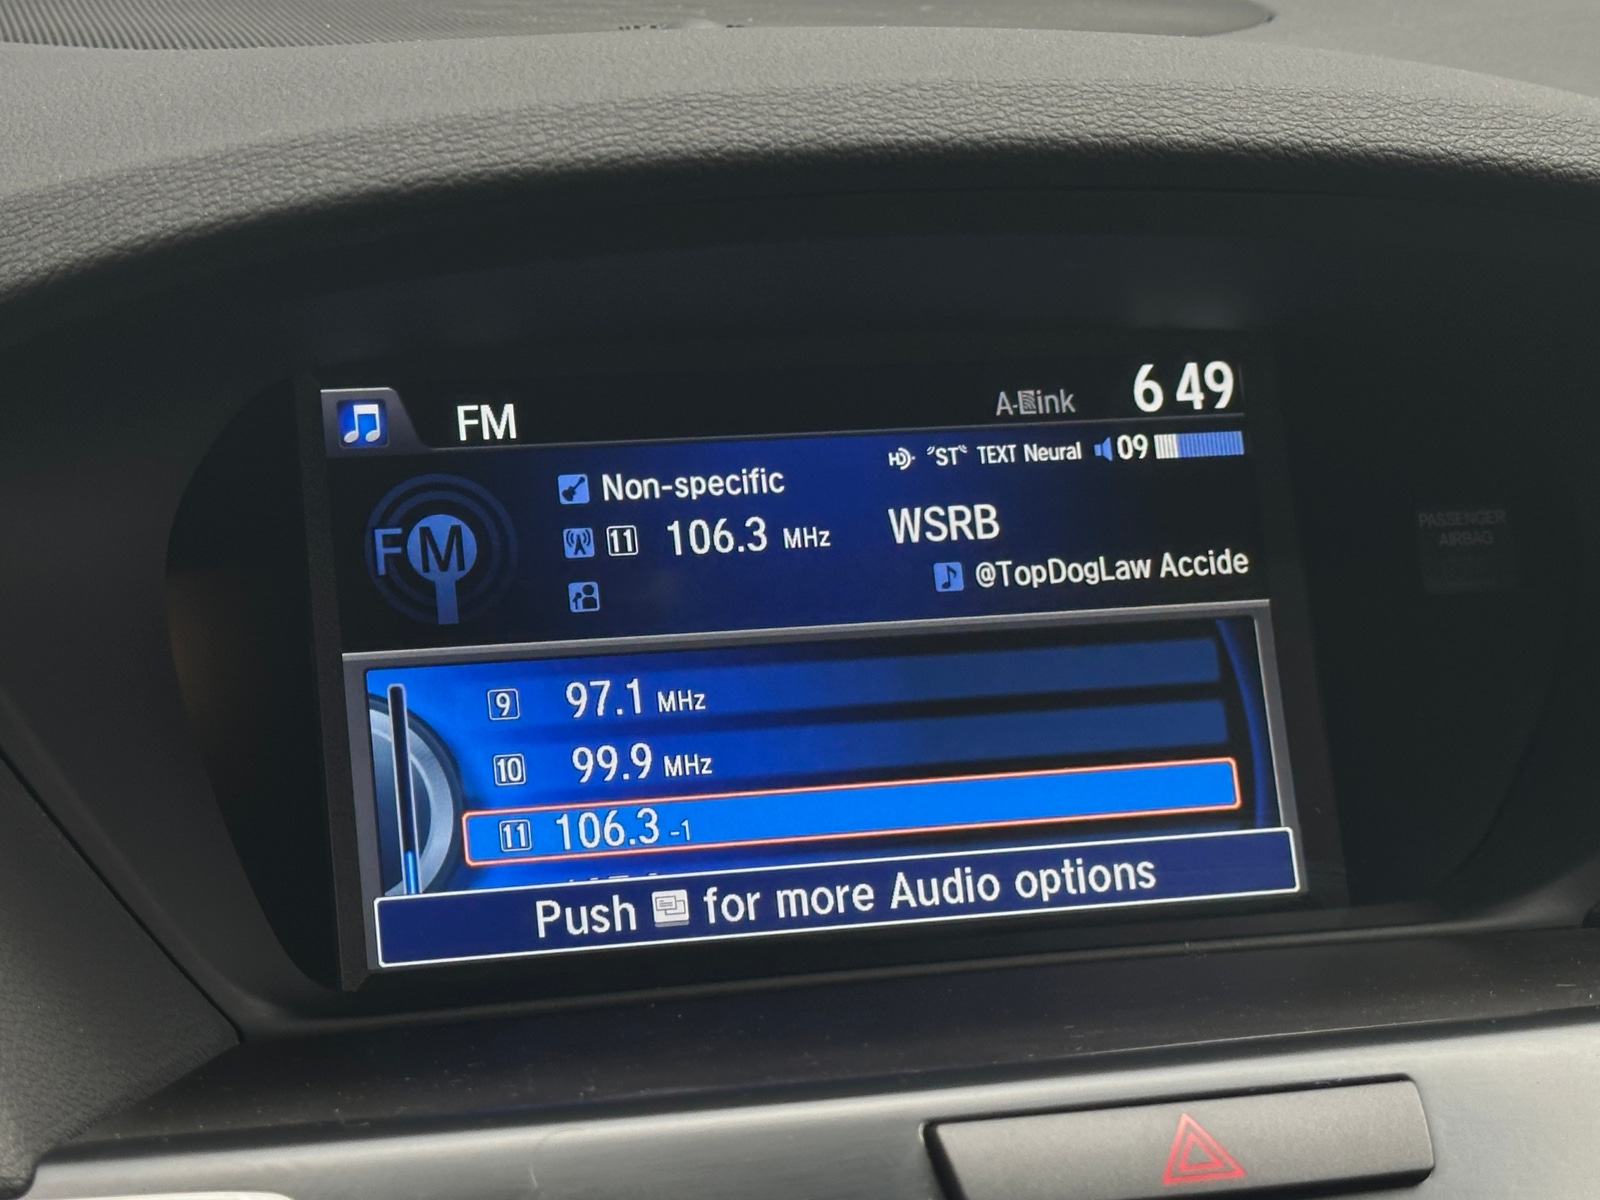 FM A-Link 6 49
HD "ST" TEXT Neural 09
Non-specific
FM
11 106.3 MHz WSRB
@TopDogLaw Accide
9 97.1 MHz
10 99.9 MHz
11 106.3 -1
Push for more Audio options
PASSENGER
AIRBAG